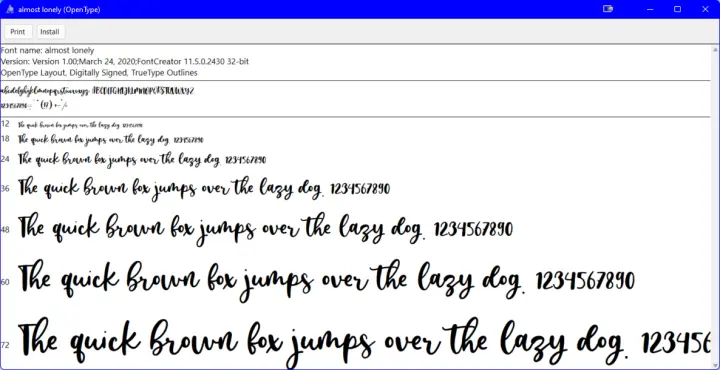 almost lonely (OpenType)
Print Install
Font name: almost lonely
Version: Version 1.00;March 24, 2020;FontCreator 11.5.0.2430 32-bit
OpenType Layout, Digitally Signed, TrueType Outlines
abcdefghijklmnopqrstuvwxyz ABCDEFGHIJKLMNOPQRSTUVWXYZ
1234567890
12 The quick brown fox jumps over the lazy dog. 1234567890
18 The quick brown fox jumps over the lazy dog. 1234567890
24 The quick brown fox jumps over the lazy dog. 1234567890
36 The quick brown fox jumps over the lazy dog. 1234567890
48 The quick brown fox jumps over the lazy dog. 1234567890
60 The quick brown fox jumps over the lazy dog. 1234567890
72 The quick brown fox jumps over the lazy dog. 123456